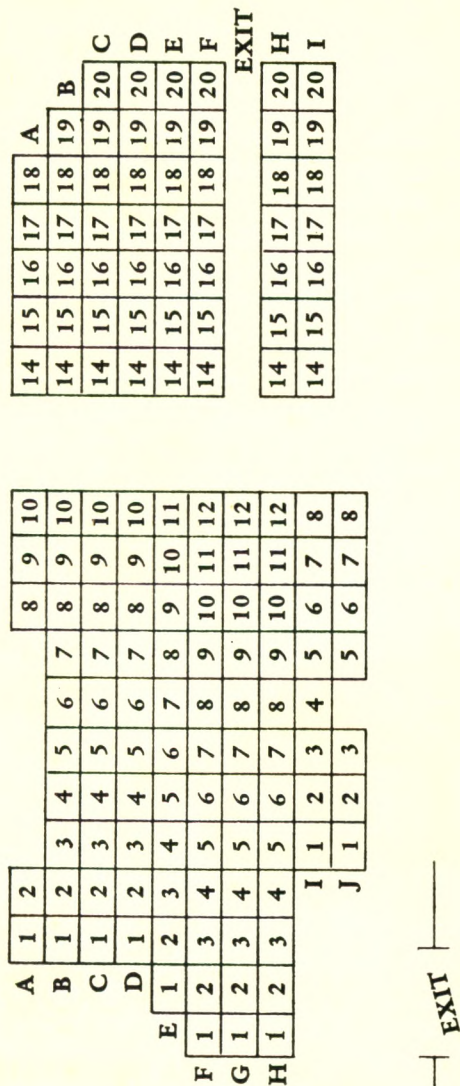 A 1 2 8 9 10 14 15 16 17 18 A
B 1 2 3 4 5 6 7 8 9 10 14 15 16 17 18 19 B
C 1 2 3 4 5 6 7 8 9 10 14 15 16 17 18 19 20 C
D 1 2 3 4 5 6 7 8 9 10 14 15 16 17 18 19 20 D
E 1 2 3 4 5 6 7 8 9 10 11 14 15 16 17 18 19 20 E
F 1 2 3 4 5 6 7 8 9 10 11 12 14 15 16 17 18 19 20 F
G 1 2 3 4 5 6 7 8 9 10 11 12 EXIT
H 1 2 3 4 5 6 7 8 9 10 11 12 14 15 16 17 18 19 20 H
I 1 2 3 4 5 6 7 8 14 15 16 17 18 19 20 I
J 1 2 3 5 6 7 8
EXIT